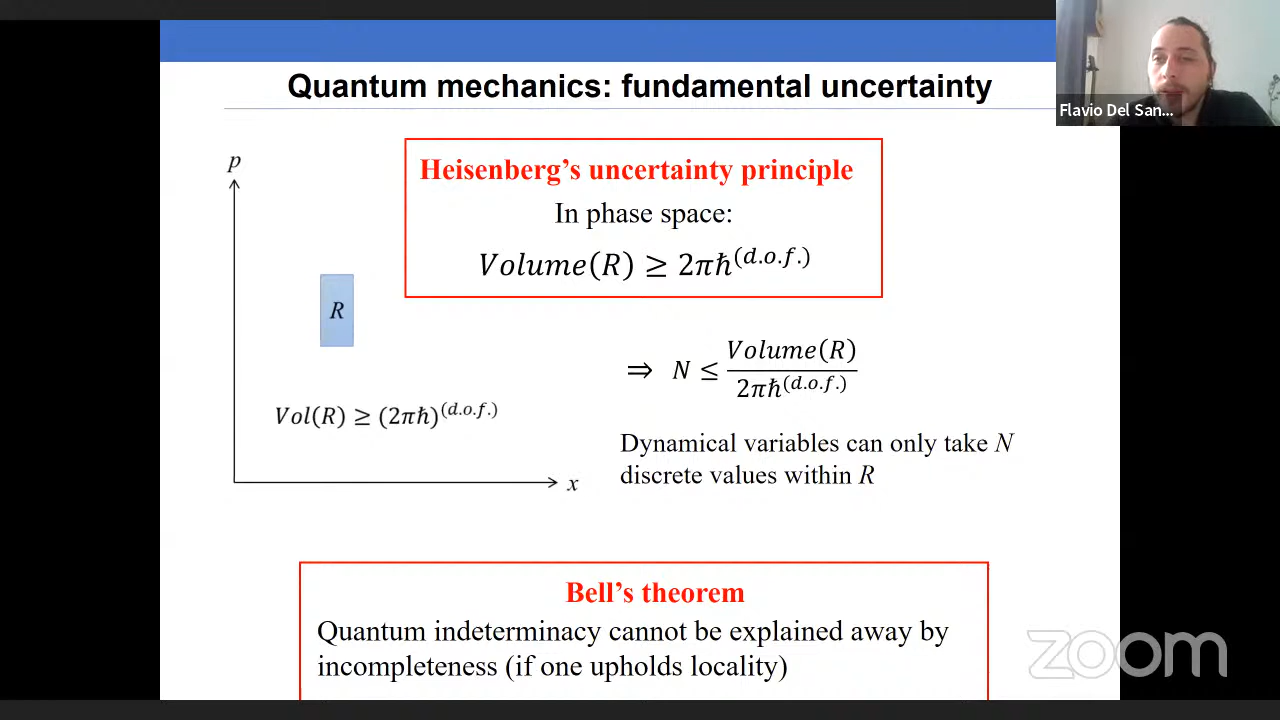 Quantum mechanics: fundamental uncertainty
Flavio Del San...
p
Heisenberg's uncertainty principle
In phase space:
Volume(R) ≥ 2πħ^(d.o.f.)
R
⇒ N ≤ Volume(R) / 2πħ^(d.o.f.)
Vol(R) ≥ (2πħ)^(d.o.f.)
Dynamical variables can only take N
discrete values within R
x
Bell's theorem
Quantum indeterminacy cannot be explained away by
incompleteness (if one upholds locality)
zoom